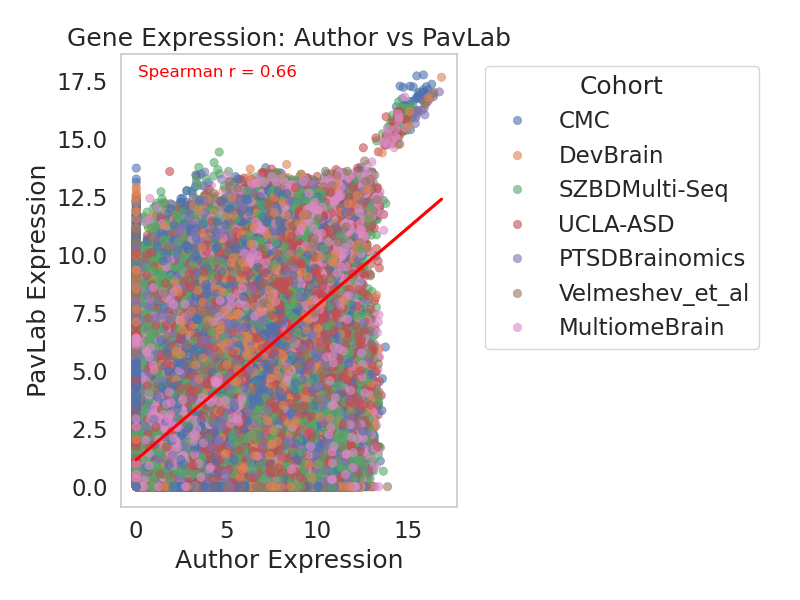 Gene Expression: Author vs PavLab
Spearman r = 0.66
17.5
15.0
12.5
10.0
7.5
5.0
2.5
0.0
PavLab Expression
0 5 10 15
Author Expression
Cohort
CMC
DevBrain
SZBDMulti-Seq
UCLA-ASD
PTSDBrainomics
Velmeshev_et_al
MultiomeBrain